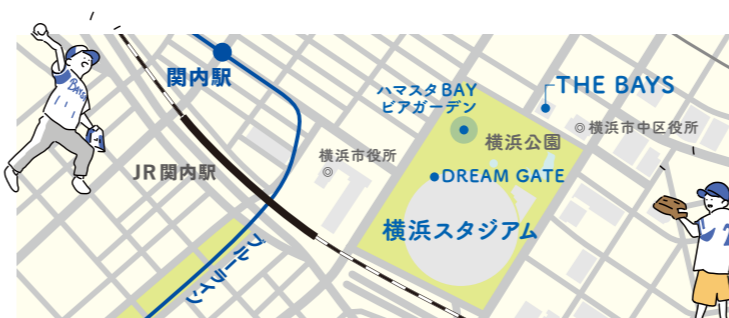 関内駅
ハマスタBAY
ビアガーデン
THE BAYS
横浜公園
◎横浜市中区役所
横浜市役所
◎
JR関内駅
DREAM GATE
横浜スタジアム
ブルーライン